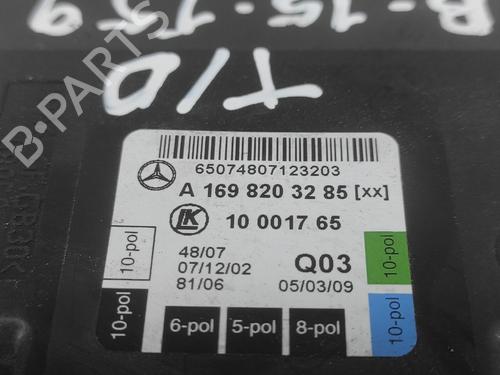 B-15-159
T/D
B-PARTS
65074807123203
A 169 820 32 85 [xx]
LK
10 0017 65
48/07
07/12/02
Q03
81/06
05/03/09
10-pol
10-pol
10-pol
6-pol
5-pol
8-pol
10-pol